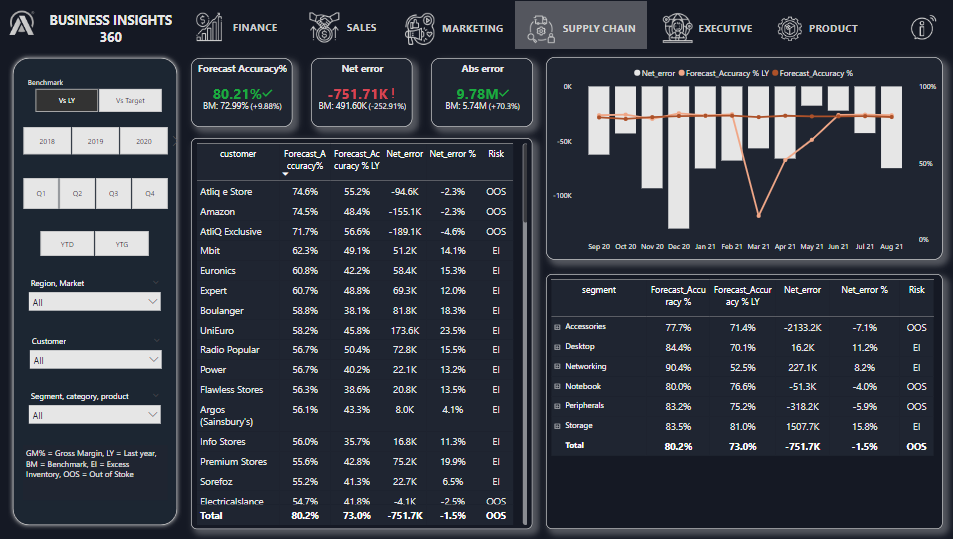 BUSINESS INSIGHTS
360
FINANCE
SALES
MARKETING
SUPPLY CHAIN
EXECUTIVE
PRODUCT
Benchmark
Vs LY
Vs Target
2018
2019
2020
Q1
Q2
Q3
Q4
YTD
YTG
Region, Market
All
Customer
All
Segment, category, product
All
GM% = Gross Margin, LY = Last year,
BM = Benchmark, EI = Excess
Inventory, OOS = Out of Stoke
Forecast Accuracy%
80.21%
BM: 72.99% (+9.88%)
Net error
-751.71K !
BM: 491.60K (-252.91%)
Abs error
9.78M
BM: 5.74M (+70.3%)
customer Forecast_A Forecast_Ac Net_error Net_error % Risk
ccuracy% curacy % LY
Atliq e Store 74.6% 55.2% -94.6K -2.3% OOS
Amazon 74.5% 48.4% -155.1K -2.3% OOS
AtliQ Exclusive 71.7% 56.6% -189.1K -4.6% OOS
Mbit 62.3% 49.1% 51.2K 14.1% EI
Euronics 60.8% 42.2% 58.4K 15.3% EI
Expert 60.7% 48.8% 69.3K 12.0% EI
Boulanger 58.8% 38.1% 81.8K 18.3% EI
UniEuro 58.2% 45.8% 173.6K 23.5% EI
Radio Popular 56.7% 50.4% 72.8K 15.5% EI
Power 56.7% 40.2% 22.1K 13.2% EI
Flawless Stores 56.3% 38.6% 20.8K 13.5% EI
Argos 56.1% 43.3% 8.0K 4.1% EI
(Sainsbury's)
Info Stores 56.0% 35.7% 16.8K 11.3% EI
Premium Stores 55.6% 42.8% 75.2K 19.9% EI
Sorefoz 55.2% 41.3% 22.7K 6.5% EI
Electricalslance 54.7% 41.8% -4.1K -2.5% OOS
Total 80.2% 73.0% -751.7K -1.5% OOS
Net_error Forecast_Accuracy % LY Forecast_Accuracy %
0K
-50K
-100K
100%
50%
0%
Sep 20 Oct 20 Nov 20 Dec 20 Jan 21 Feb 21 Mar 21 Apr 21 May 21 Jun 21 Jul 21 Aug 21
segment Forecast_Accu Forecast_Accur Net_error Net_error % Risk
racy % acy % LY
Accessories 77.7% 71.4% -2133.2K -7.1% OOS
Desktop 84.4% 70.1% 16.2K 11.2% EI
Networking 90.4% 52.5% 227.1K 8.2% EI
Notebook 80.0% 76.6% -51.3K -4.0% OOS
Peripherals 83.2% 75.2% -318.2K -5.9% OOS
Storage 83.5% 81.0% 1507.7K 15.8% EI
Total 80.2% 73.0% -751.7K -1.5% OOS